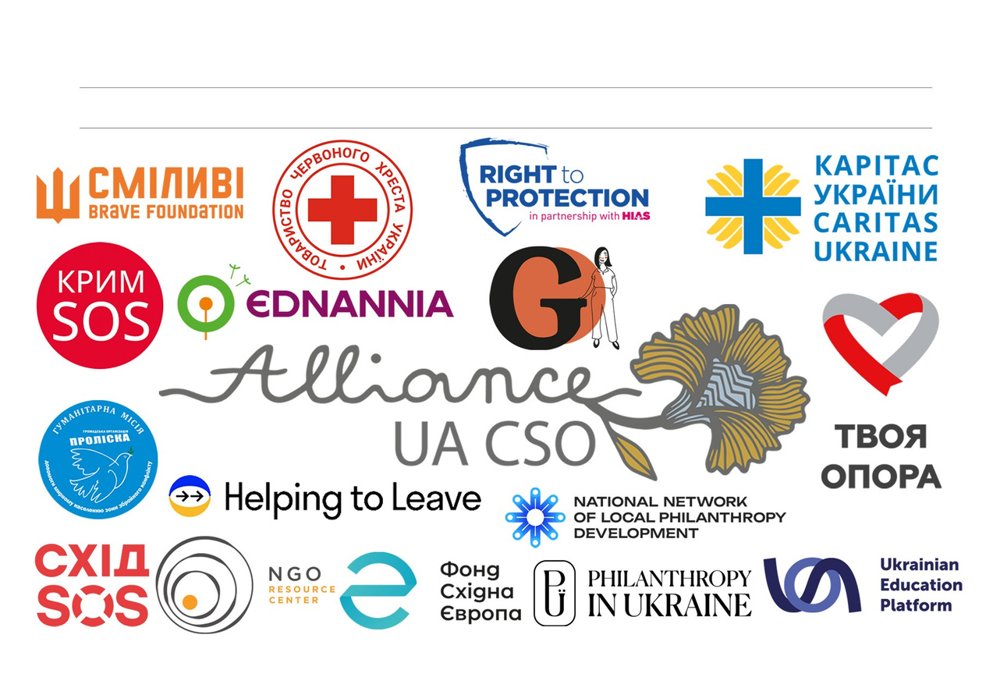 СМІЛИВІ
BRAVE FOUNDATION
ТОВАРИСТВО ЧЕРВОНОГО ХРЕСТА УКРАЇНИ
RIGHT to
PROTECTION
in partnership with HIAS
КАРІТАС
УКРАЇНИ
CARITAS
UKRAINE
КРИМ
SOS
ЄDNANNIA
G
Alliance
UA CSO
ТВОЯ
ОПОРА
ГУМАНІТАРНА МІСІЯ
ГРОМАДСЬКА ОРГАНІЗАЦІЯ
ПРОЛІСКА
допомоги мирному населенню зони збройного конфлікту
Helping to Leave
NATIONAL NETWORK
OF LOCAL PHILANTHROPY
DEVELOPMENT
СХІД
SOS
NGO
RESOURCE
CENTER
Фонд
Східна
Європа
PÜ
PHILANTHROPY
IN UKRAINE
Ukrainian
Education
Platform